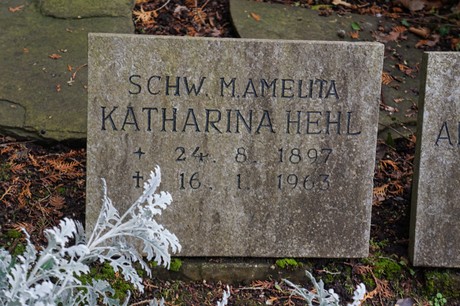 SCHW. M. AMELITA
KATHARINA HEHL
+ 24. 8. 1897
† 16. 1. 1963